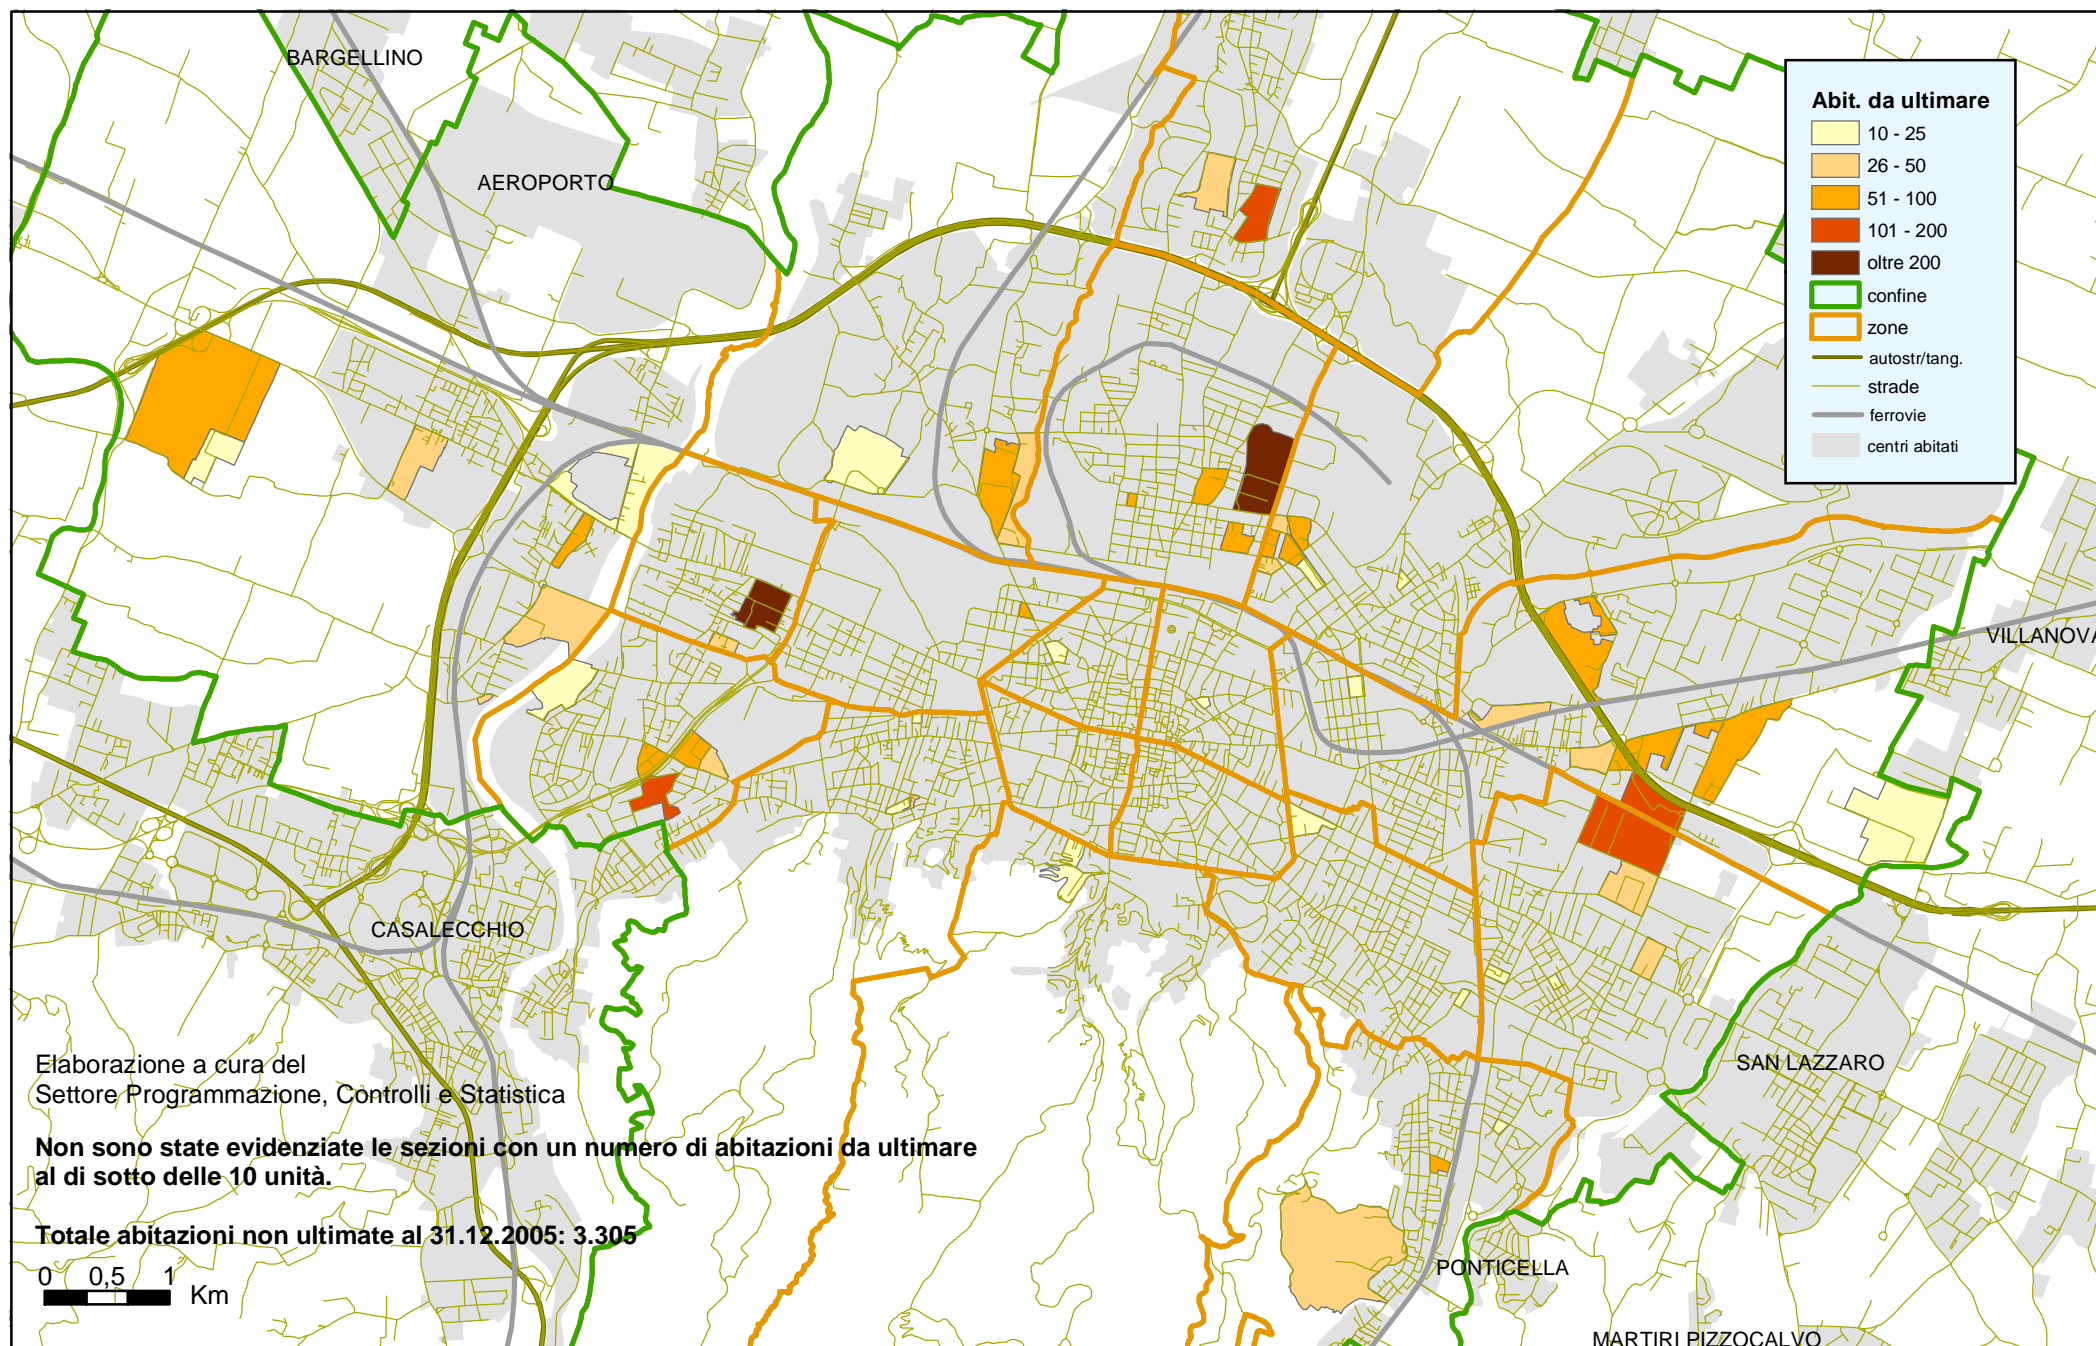 BARGELLINO
AEROPORTO
Abit. da ultimare
10 - 25
26 - 50
51 - 100
101 - 200
oltre 200
confine
zone
autostr/tang.
strade
ferrovie
centri abitati
VILLANOVA
CASALECCHIO
SAN LAZZARO
PONTICELLA
MARTIRI PIZZOCALVO
Elaborazione a cura del
Settore Programmazione, Controlli e Statistica
Non sono state evidenziate le sezioni con un numero di abitazioni da ultimare
al di sotto delle 10 unità.
Totale abitazioni non ultimate al 31.12.2005: 3.305
0 0,5 1
Km